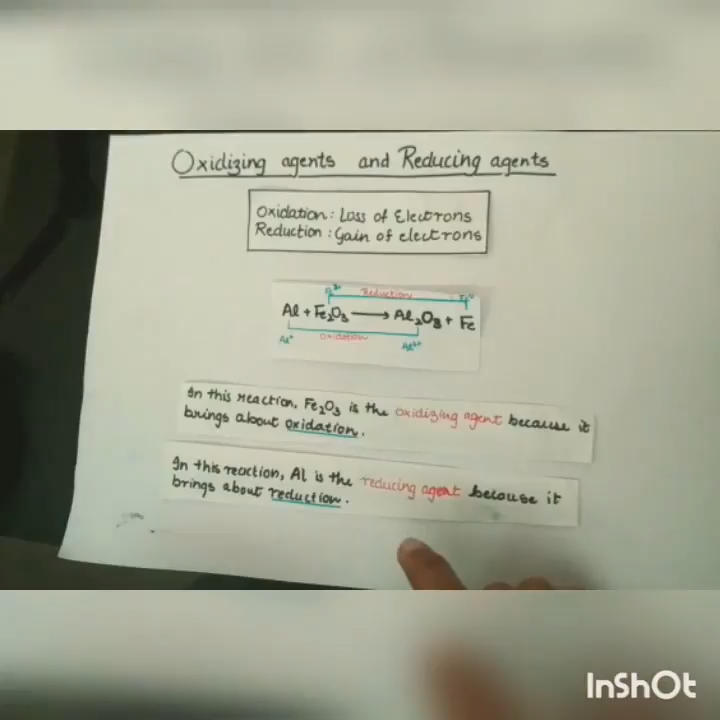 Oxidizing agents and Reducing agents
Oxidation: Loss of Electrons
Reduction: Gain of electrons
Reduction
Al + Fe₂O₃ → Al₂O₃ + Fe
Oxidation
In this reaction, Fe₂O₃ is the oxidizing agent because it
brings about oxidation.
In this reaction, Al is the reducing agent because it
brings about reduction.
InShOt